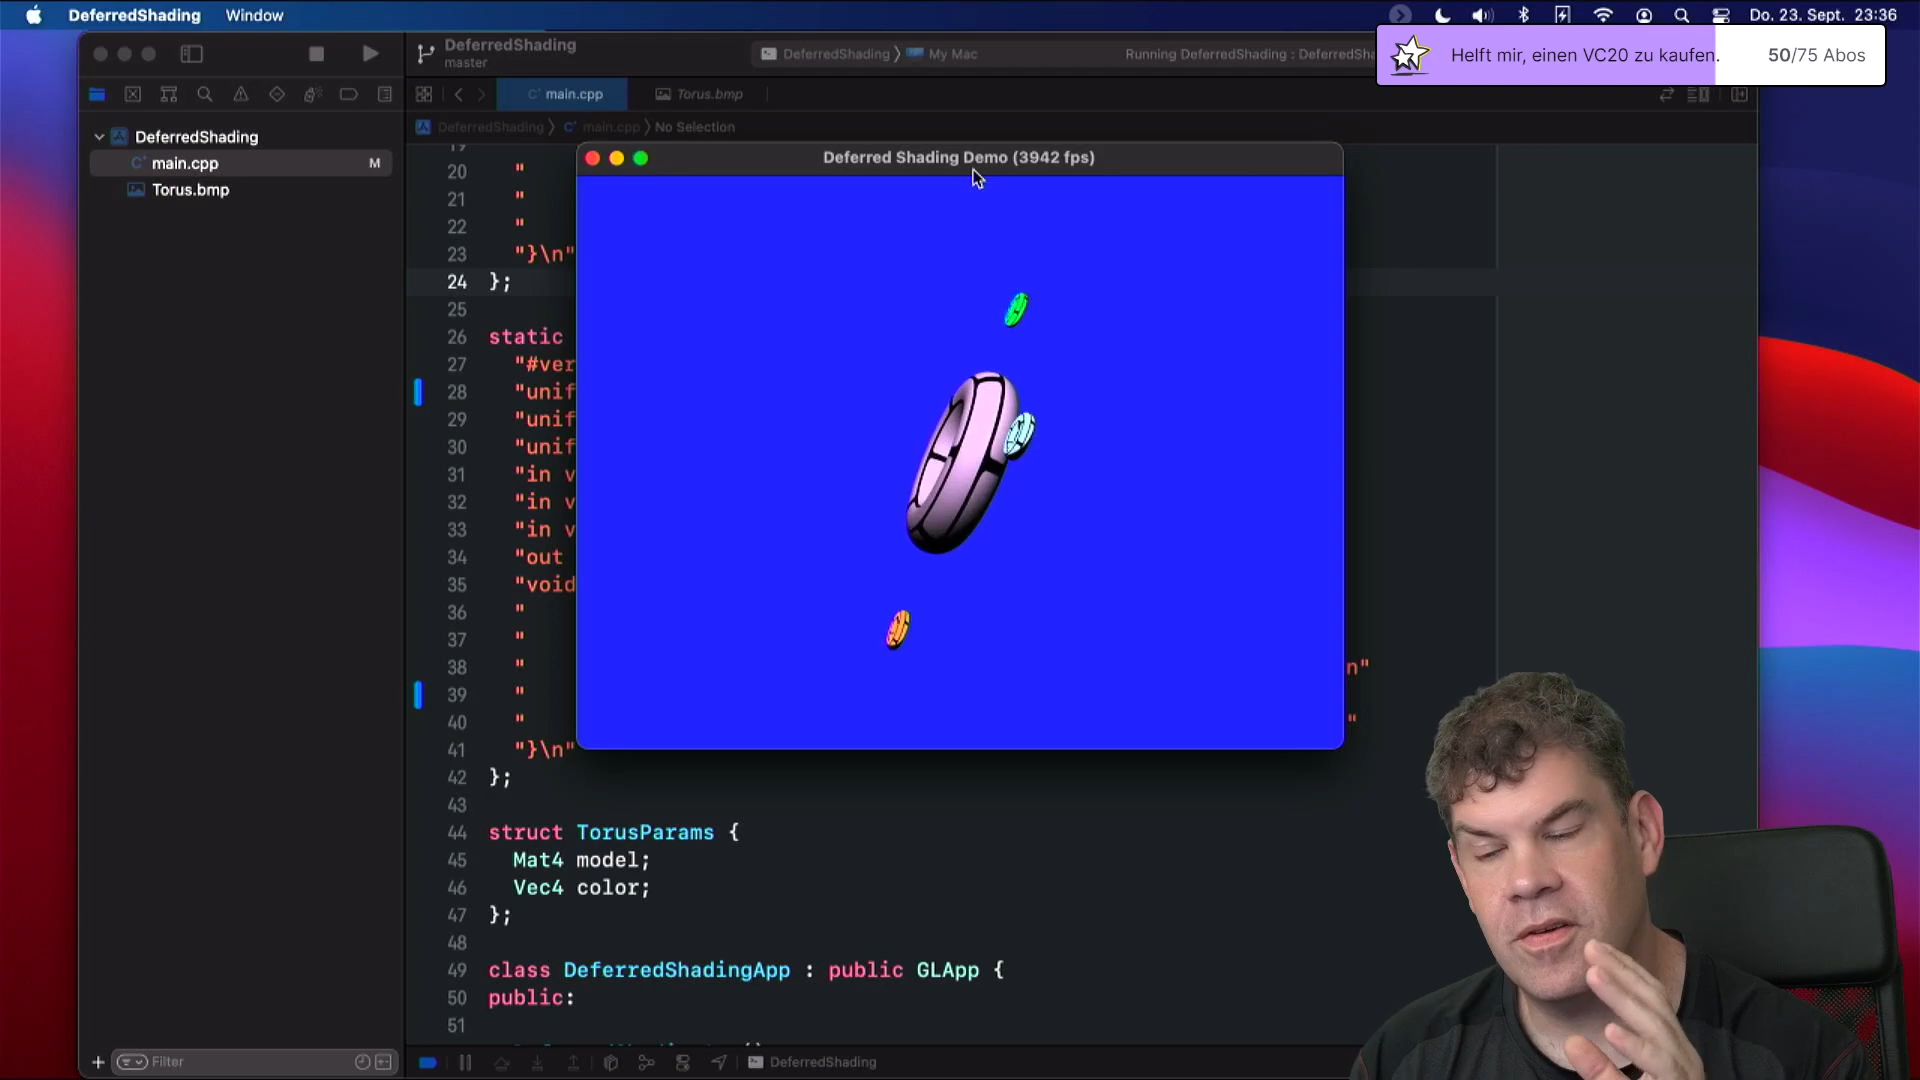 DeferredShading Window
Do. 23. Sept. 23:36
Helft mir, einen VC20 zu kaufen. 50/75 Abos
DeferredShading
master
DeferredShading My Mac
Running DeferredShading : DeferredSha
main.cpp
Torus.bmp
DeferredShading main.cpp No Selection
DeferredShading
main.cpp M
Torus.bmp
Deferred Shading Demo (3942 fps)
19
20 "
21 "
22 "
23 "}\n"
24 };
25
26 static
27 "#ver
28 "unif
29 "unif
30 "unif
31 "in v
32 "in v
33 "in v
34 "out
35 "void
36 "
37 "
38 " n"
39 "
40 " "
41 "}\n"
42 };
43
44 struct TorusParams {
45 Mat4 model;
46 Vec4 color;
47 };
48
49 class DeferredShadingApp : public GLApp {
50 public:
51
Filter
DeferredShading